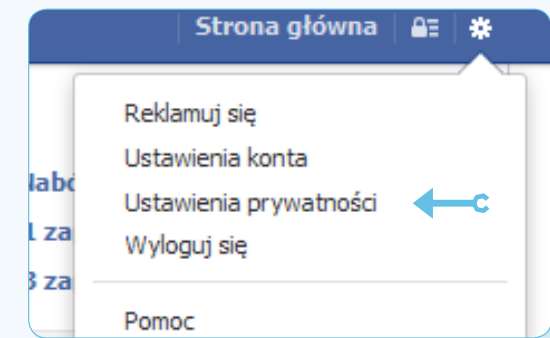 Strona główna
Reklamuj się
Ustawienia konta
Ustawienia prywatności
Wyloguj się
Pomoc